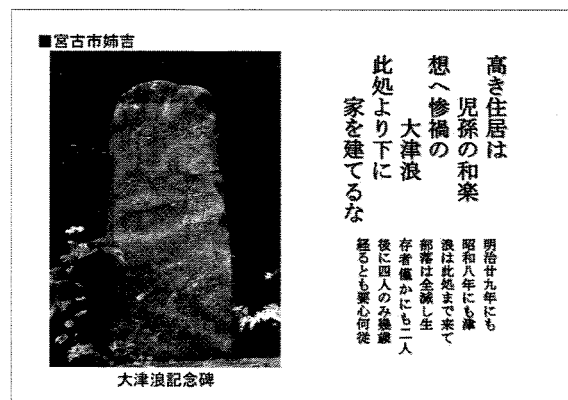 ■宮古市姉吉
高き住居は
児孫の和楽
想へ惨禍の
大津浪
此処より下に
家を建てるな
明治廿九年にも
昭和八年にも津
浪は此処まで来て
部落は全滅し生
存者僅かにも二人
後に四人のみ幾歳
経るとも要心何従
大津浪記念碑